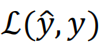 ℒ(ŷ, y)